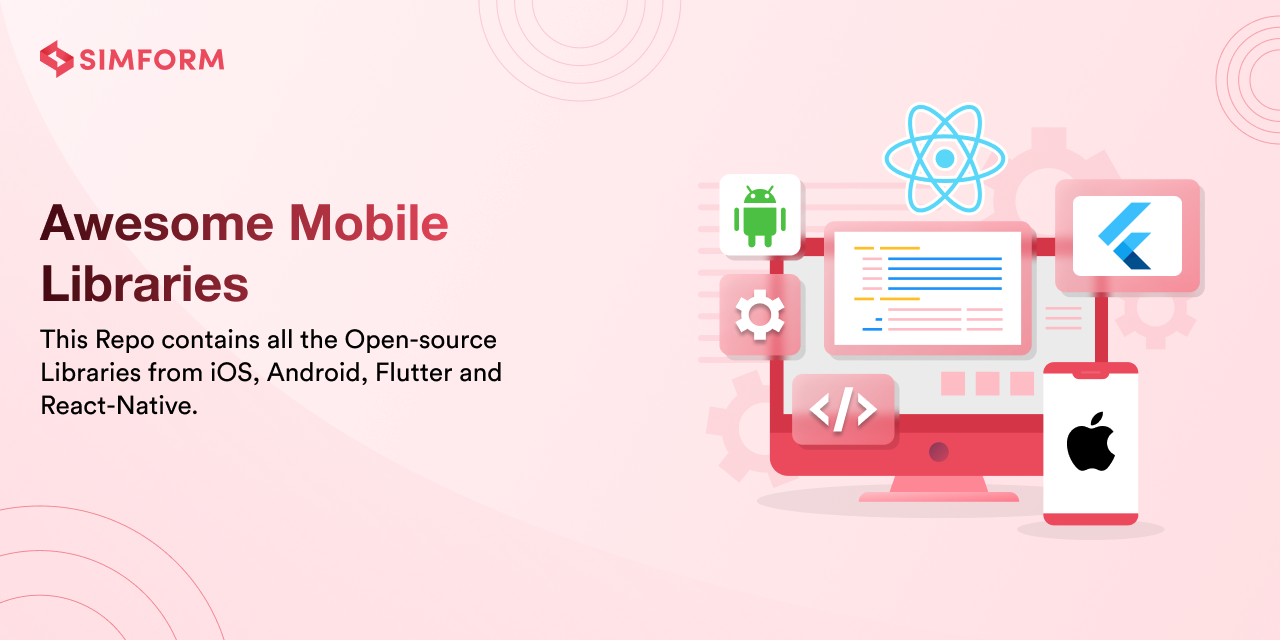 SIMFORM
Awesome Mobile
Libraries
This Repo contains all the Open-source
Libraries from iOS, Android, Flutter and
React-Native.
</>